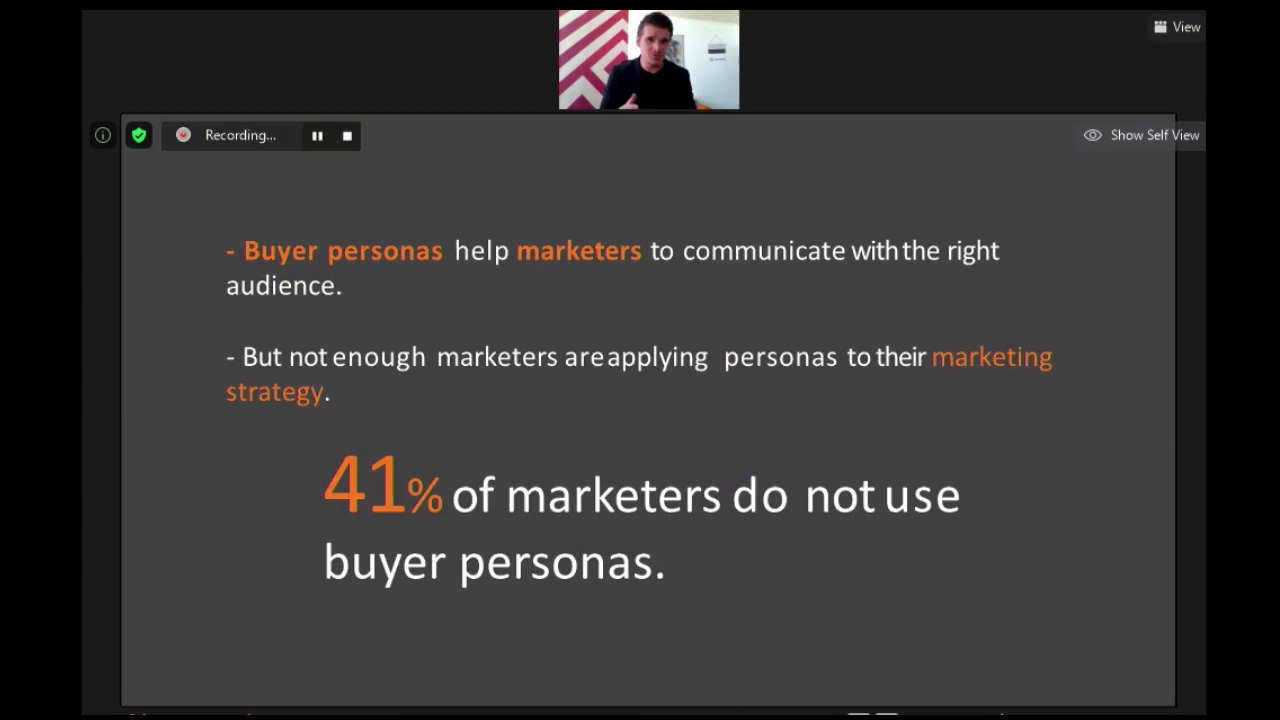 View
Recording...
Show Self View
- Buyer personas help marketers to communicate with the right
audience.
- But not enough marketers are applying personas to their marketing
strategy.
41% of marketers do not use
buyer personas.